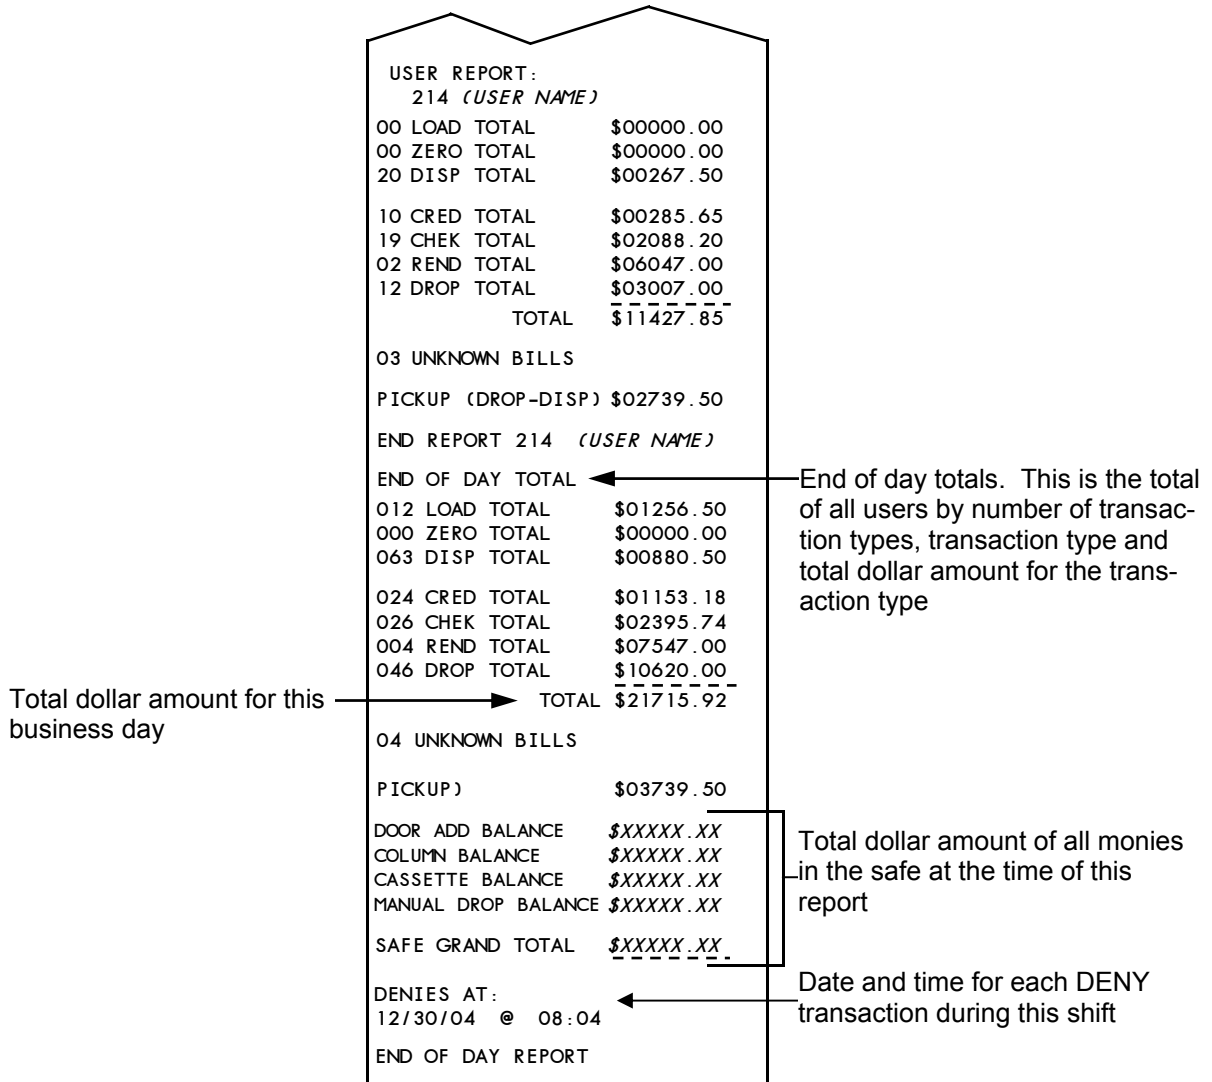 USER REPORT:
214 (USER NAME)
00 LOAD TOTAL $00000.00
00 ZERO TOTAL $00000.00
20 DISP TOTAL $00267.50
10 CRED TOTAL $00285.65
19 CHEK TOTAL $02088.20
02 REND TOTAL $06047.00
12 DROP TOTAL $03007.00
TOTAL $11427.85
03 UNKNOWN BILLS
PICKUP (DROP-DISP) $02739.50
END REPORT 214 (USER NAME)
END OF DAY TOTAL
012 LOAD TOTAL $01256.50
000 ZERO TOTAL $00000.00
063 DISP TOTAL $00880.50
024 CRED TOTAL $01153.18
026 CHEK TOTAL $02395.74
004 REND TOTAL $07547.00
046 DROP TOTAL $10620.00
TOTAL $21715.92
04 UNKNOWN BILLS
PICKUP) $03739.50
DOOR ADD BALANCE $XXXXX.XX
COLUMN BALANCE $XXXXX.XX
CASSETTE BALANCE $XXXXX.XX
MANUAL DROP BALANCE $XXXXX.XX
SAFE GRAND TOTAL $XXXXX.XX
DENIES AT:
12/30/04 @ 08:04
END OF DAY REPORT
End of day totals. This is the total
of all users by number of transac-
tion types, transaction type and
total dollar amount for the trans-
action type
Total dollar amount for this
business day
Total dollar amount of all monies
in the safe at the time of this
report
Date and time for each DENY
transaction during this shift